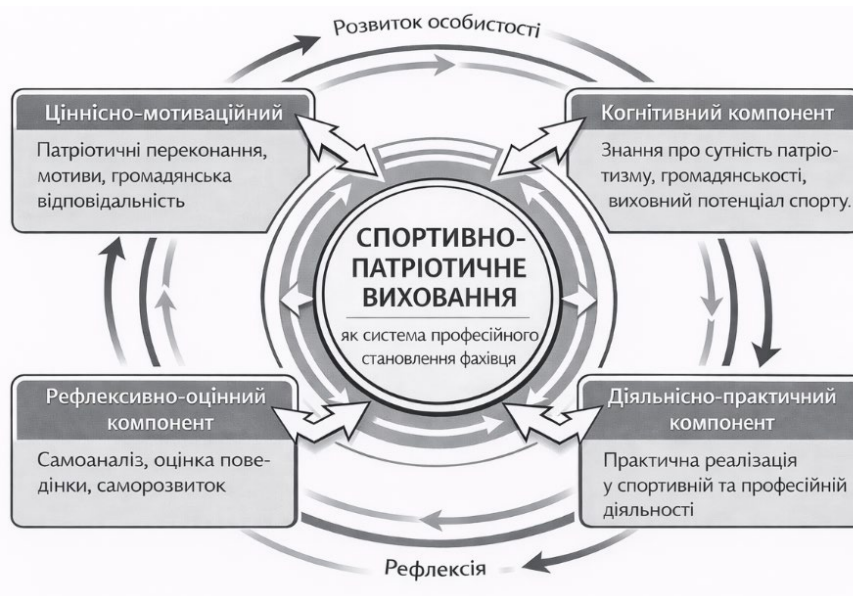 Розвиток особистості
Ціннісно-мотиваційний
Патріотичні переконання,
мотиви, громадянська
відповідальність
Когнітивний компонент
Знання про сутність патріо-
тизму, громадянськості,
виховний потенціал спорту.
СПОРТИВНО-
ПАТРІОТИЧНЕ
ВИХОВАННЯ
як система професійного
становлення фахівця
Рефлексивно-оцінний
компонент
Самоаналіз, оцінка пове-
дінки, саморозвиток
Діяльнісно-практичний
компонент
Практична реалізація
у спортивній та професійній
діяльності
Рефлексія